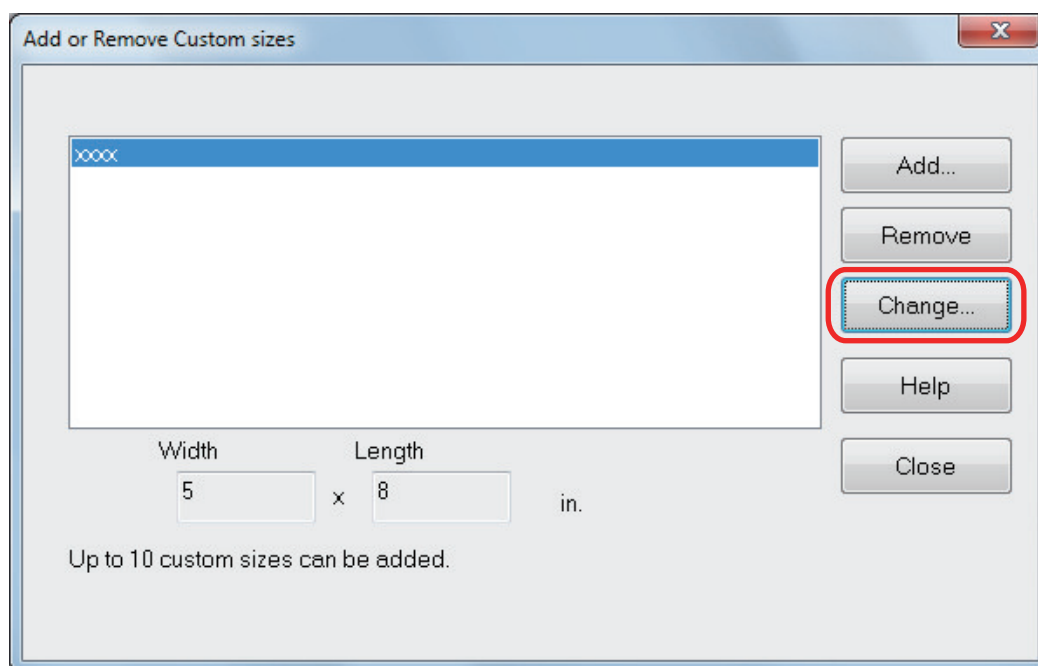 Add or Remove Custom sizes
xxxx
Add...
Remove
Change...
Help
Close
Width Length
5 x 8 in.
Up to 10 custom sizes can be added.